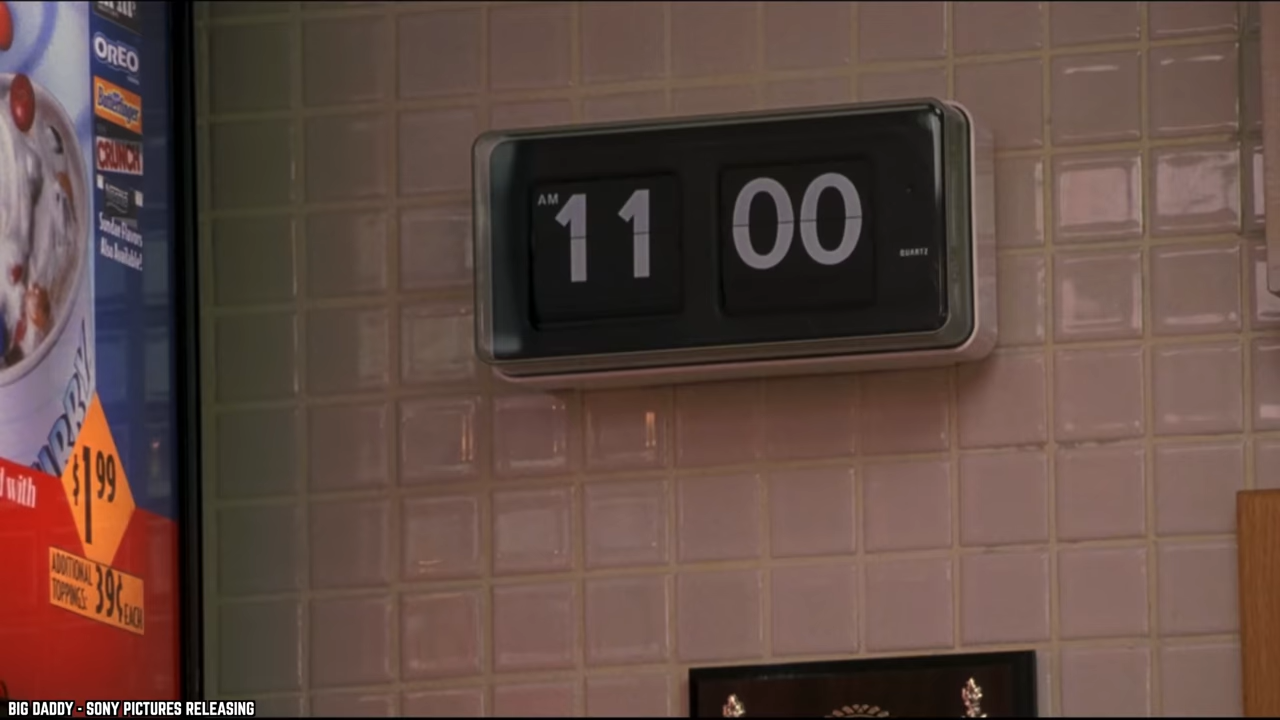 OREO
Butterfinger
CRUNCH
Sundae Flavors
Also Available!
$1.99
ADDITIONAL
TOPPINGS: 39¢ EACH
AM
11 00
QUARTZ
BIG DADDY - SONY PICTURES RELEASING